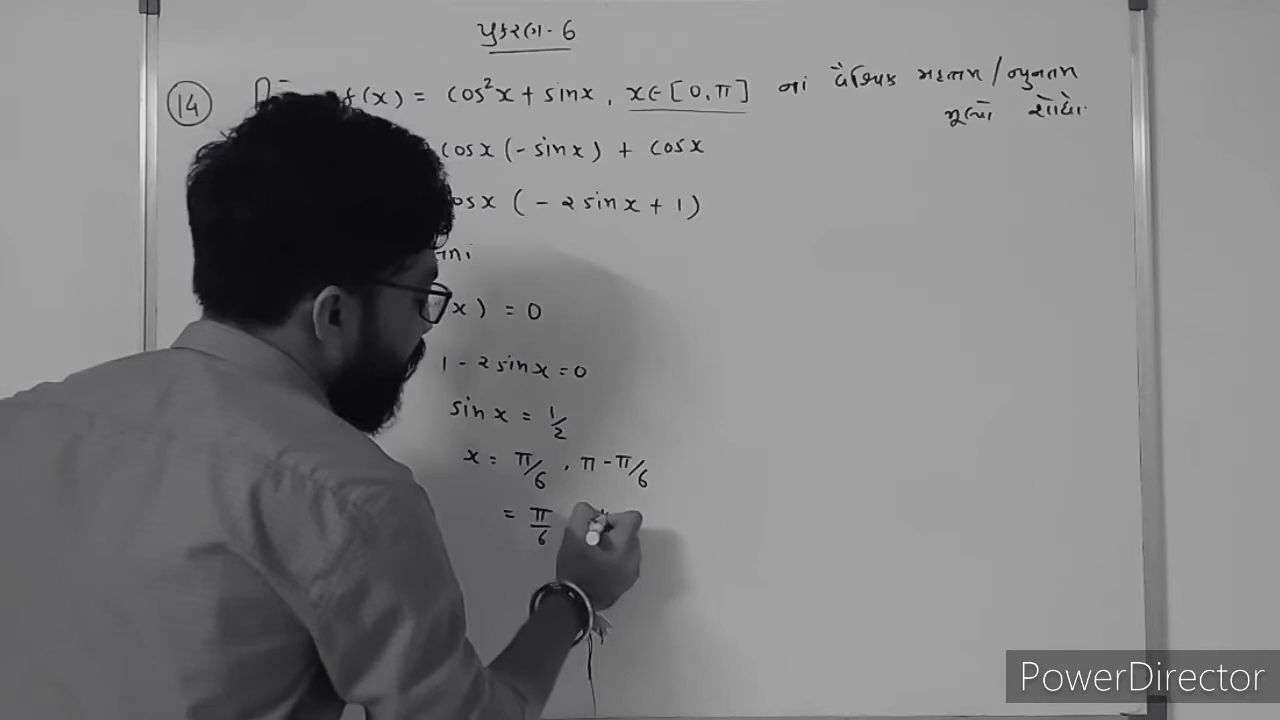 પ્રકરણ-6
14 f(x) = cos²x + sinx, x∈[0,π] નાં વૈશ્વિક મહત્તમ/ન્યુનતમ
મૂલ્યો શોધો.
cosx(-sinx) + cosx
osx (-2sinx+1)
x) = 0
1-2sinx=0
sinx = 1/2
x = π/6, π-π/6
= π/6
PowerDirector